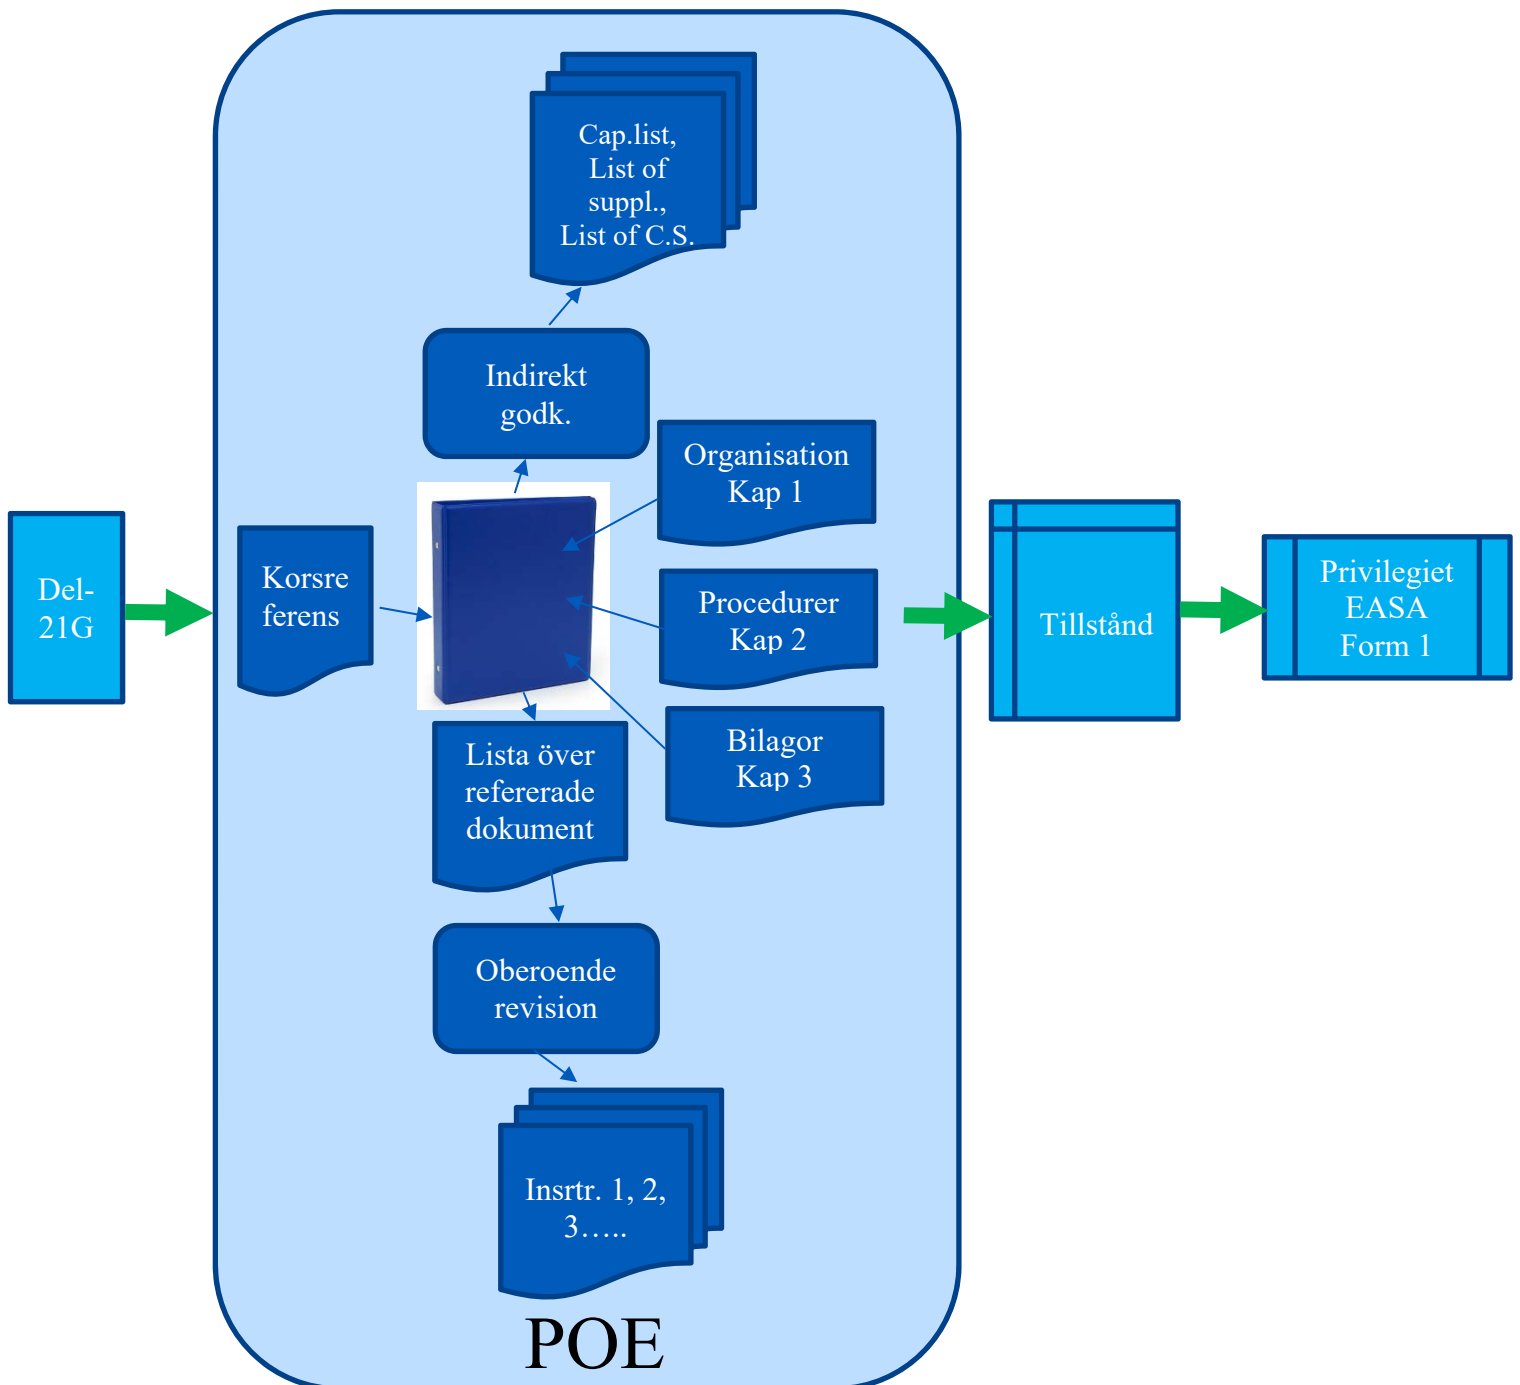 Cap.list,
List of
suppl.,
List of C.S.
Indirekt
godk.
Organisation
Kap 1
Del-
21G
Korsre
ferens
Procedurer
Kap 2
Tillstånd
Privilegiet
EASA
Form 1
Bilagor
Kap 3
Lista över
refererade
dokument
Oberoende
revision
Insrtr. 1, 2,
3…..
POE